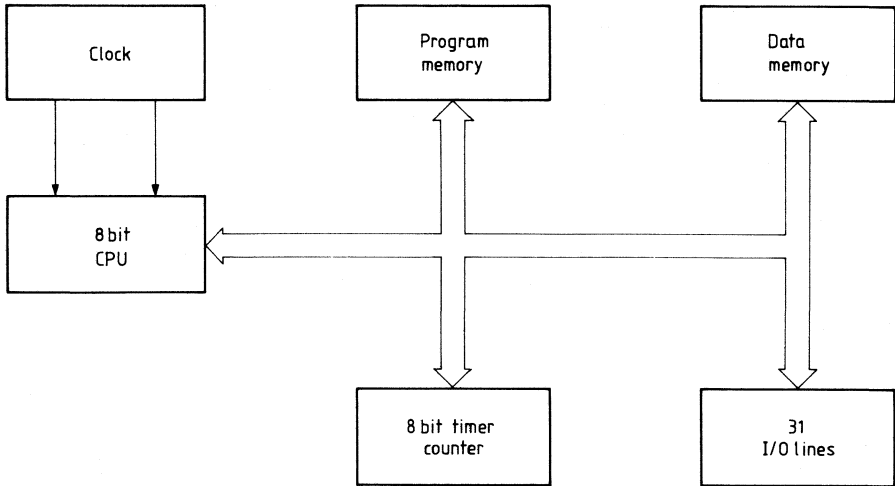 Clock
Program
memory
Data
memory
8 bit
CPU
8 bit timer
counter
31
I/O lines